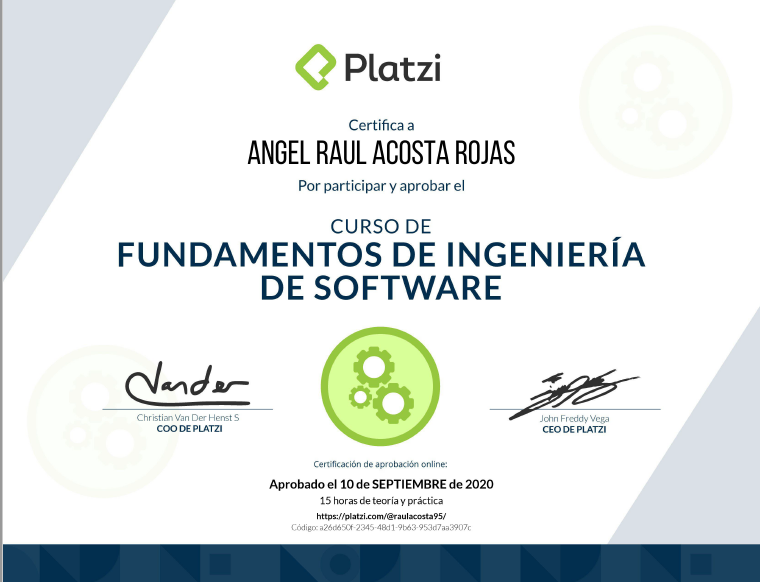 Platzi
Certifica a
ANGEL RAUL ACOSTA ROJAS
Por participar y aprobar el
CURSO DE
FUNDAMENTOS DE INGENIERÍA
DE SOFTWARE
Vander
Christian Van Der Henst S
COO DE PLATZI
John Freddy Vega
CEO DE PLATZI
Certificación de aprobación online:
Aprobado el 10 de SEPTIEMBRE de 2020
15 horas de teoría y práctica
https://platzi.com/@raulacosta95/
Código: a26d650f-2345-48d1-9b63-953d7aa3907c